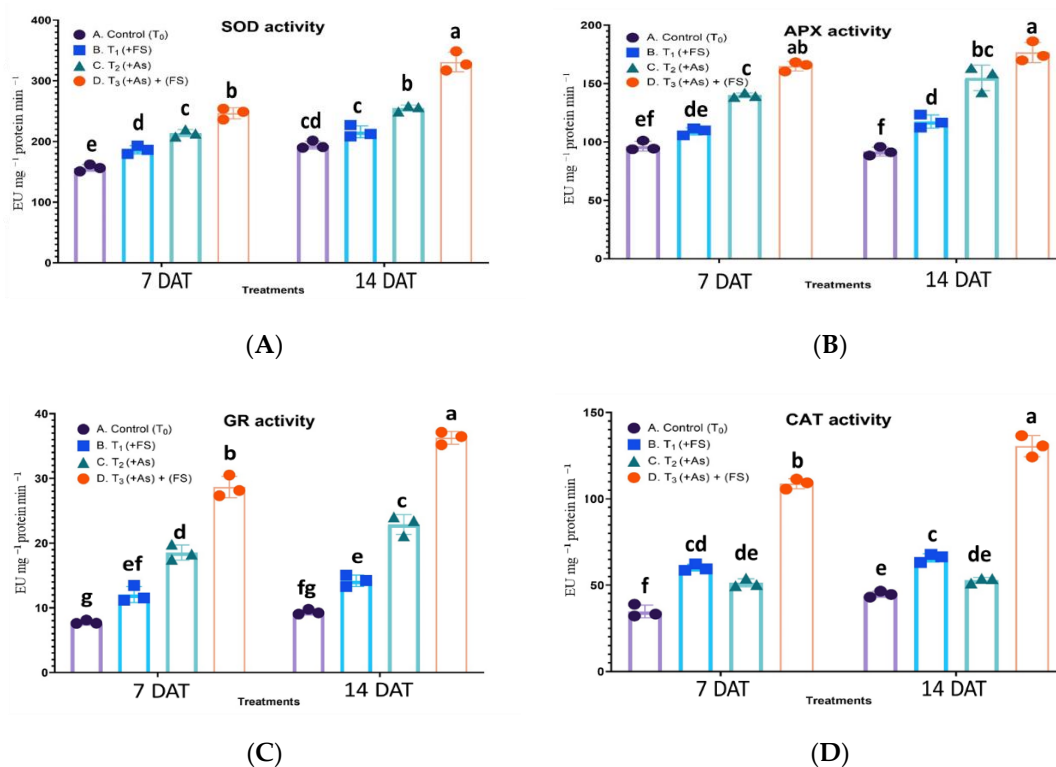 SOD activity
A. Control (T₀)
B. T₁ (+FS)
C. T₂ (+As)
D. T₃ (+As) + (FS)
EU mg ⁻¹ protein min ⁻¹
400
300
200
100
0
e
d
c
b
cd
c
b
a
7 DAT
14 DAT
Treatments
(A)
APX activity
A. Control (T₀)
B. T₁ (+FS)
C. T₂ (+As)
D. T₃ (+As) + (FS)
EU mg ⁻¹ protein min ⁻¹
200
150
100
50
0
ef
de
c
ab
f
d
bc
a
7 DAT
14 DAT
Treatments
(B)
GR activity
A. Control (T₀)
B. T₁ (+FS)
C. T₂ (+As)
D. T₃ (+As) + (FS)
EU mg ⁻¹ protein min ⁻¹
40
30
20
10
0
g
ef
d
b
fg
e
c
a
7 DAT
14 DAT
Treatments
(C)
CAT activity
A. Control (T₀)
B. T₁ (+FS)
C. T₂ (+As)
D. T₃ (+As) + (FS)
EU mg ⁻¹ protein min ⁻¹
150
100
50
0
f
cd
de
b
e
c
de
a
7 DAT
14 DAT
Treatments
(D)